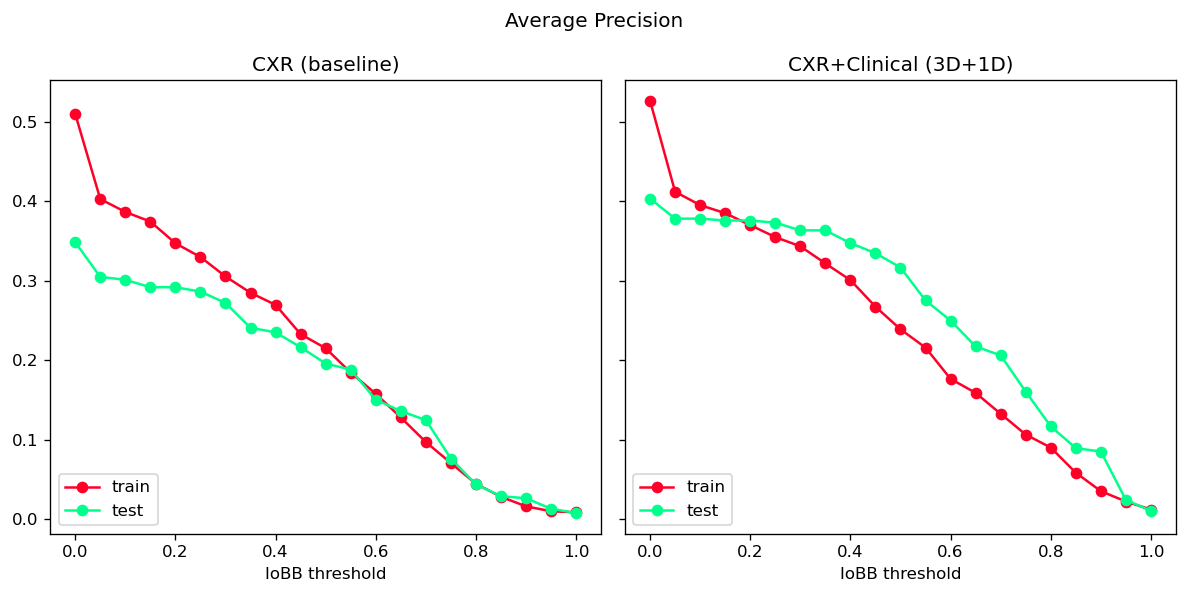 Average Precision
CXR (baseline)
CXR+Clinical (3D+1D)
0.5
0.4
0.3
0.2
0.1
0.0
train
test
train
test
0.0 0.2 0.4 0.6 0.8 1.0
0.0 0.2 0.4 0.6 0.8 1.0
IoBB threshold
IoBB threshold